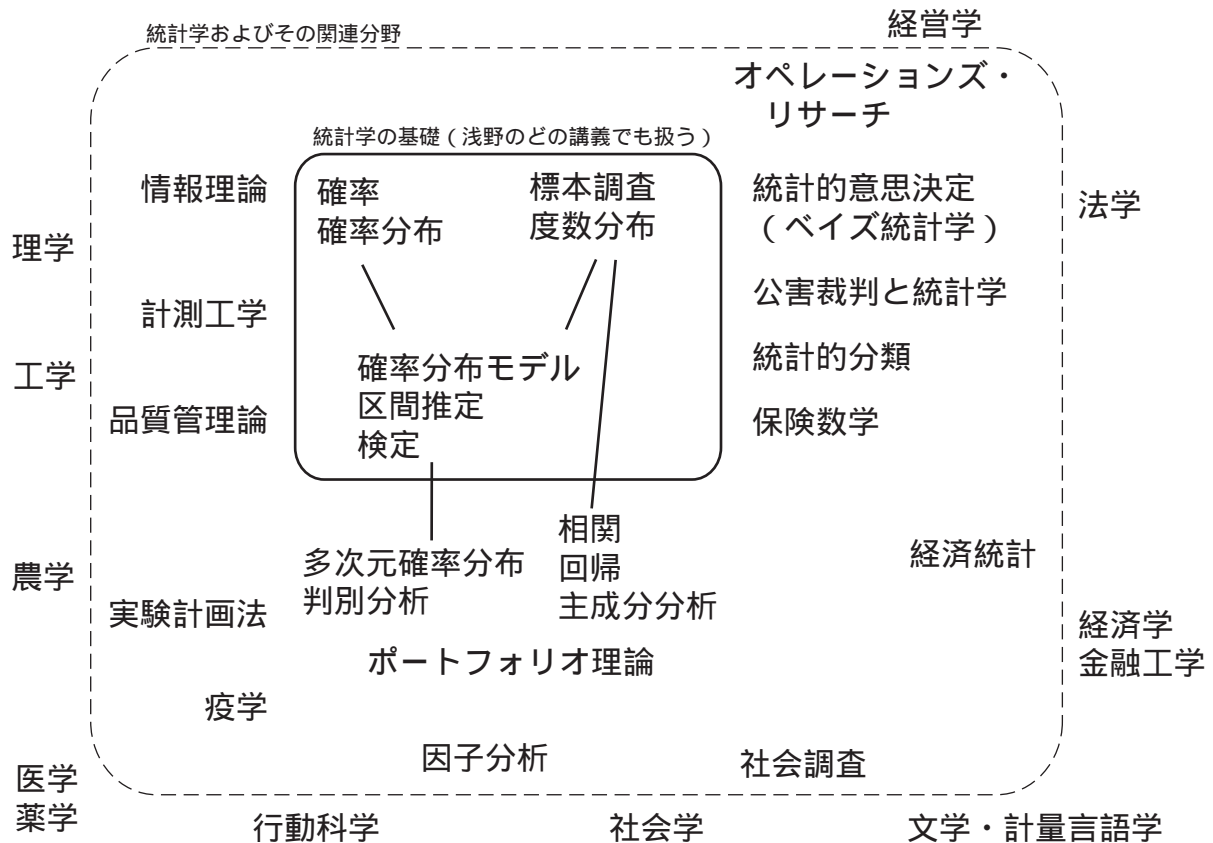 経営学
統計学およびその関連分野
オペレーションズ・
リサーチ
統計学の基礎(浅野のどの講義でも扱う)
情報理論
確率
確率分布
標本調査
度数分布
統計的意思決定
(ベイズ統計学)
法学
理学
計測工学
公害裁判と統計学
工学
確率分布モデル
区間推定
検定
統計的分類
品質管理論
保険数学
農学
多次元確率分布
判別分析
相関
回帰
主成分分析
経済統計
実験計画法
経済学
金融工学
ポートフォリオ理論
疫学
因子分析
社会調査
医学
薬学
行動科学
社会学
文学・計量言語学